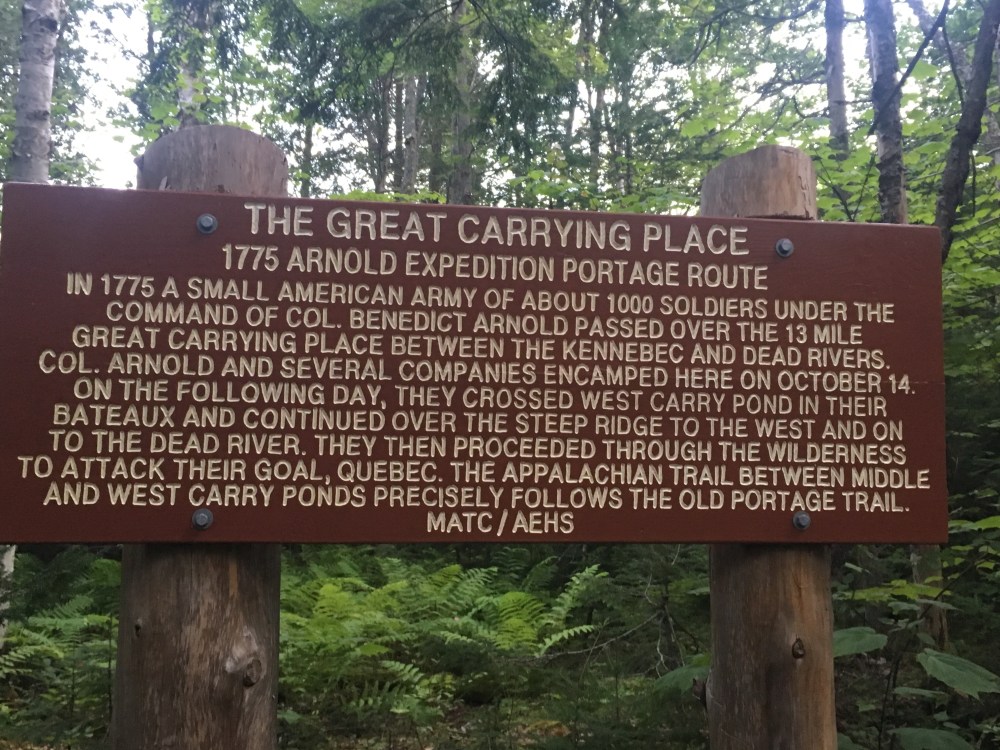 THE GREAT CARRYING PLACE
1775 ARNOLD EXPEDITION PORTAGE ROUTE
IN 1775 A SMALL AMERICAN ARMY OF ABOUT 1000 SOLDIERS UNDER THE
COMMAND OF COL. BENEDICT ARNOLD PASSED OVER THE 13 MILE
GREAT CARRYING PLACE BETWEEN THE KENNEBEC AND DEAD RIVERS.
COL. ARNOLD AND SEVERAL COMPANIES ENCAMPED HERE ON OCTOBER 14.
ON THE FOLLOWING DAY, THEY CROSSED WEST CARRY POND IN THEIR
BATEAUX AND CONTINUED OVER THE STEEP RIDGE TO THE WEST AND ON
TO THE DEAD RIVER. THEY THEN PROCEEDED THROUGH THE WILDERNESS
TO ATTACK THEIR GOAL, QUEBEC. THE APPALACHIAN TRAIL BETWEEN MIDDLE
AND WEST CARRY PONDS PRECISELY FOLLOWS THE OLD PORTAGE TRAIL.
MATC/AEHS